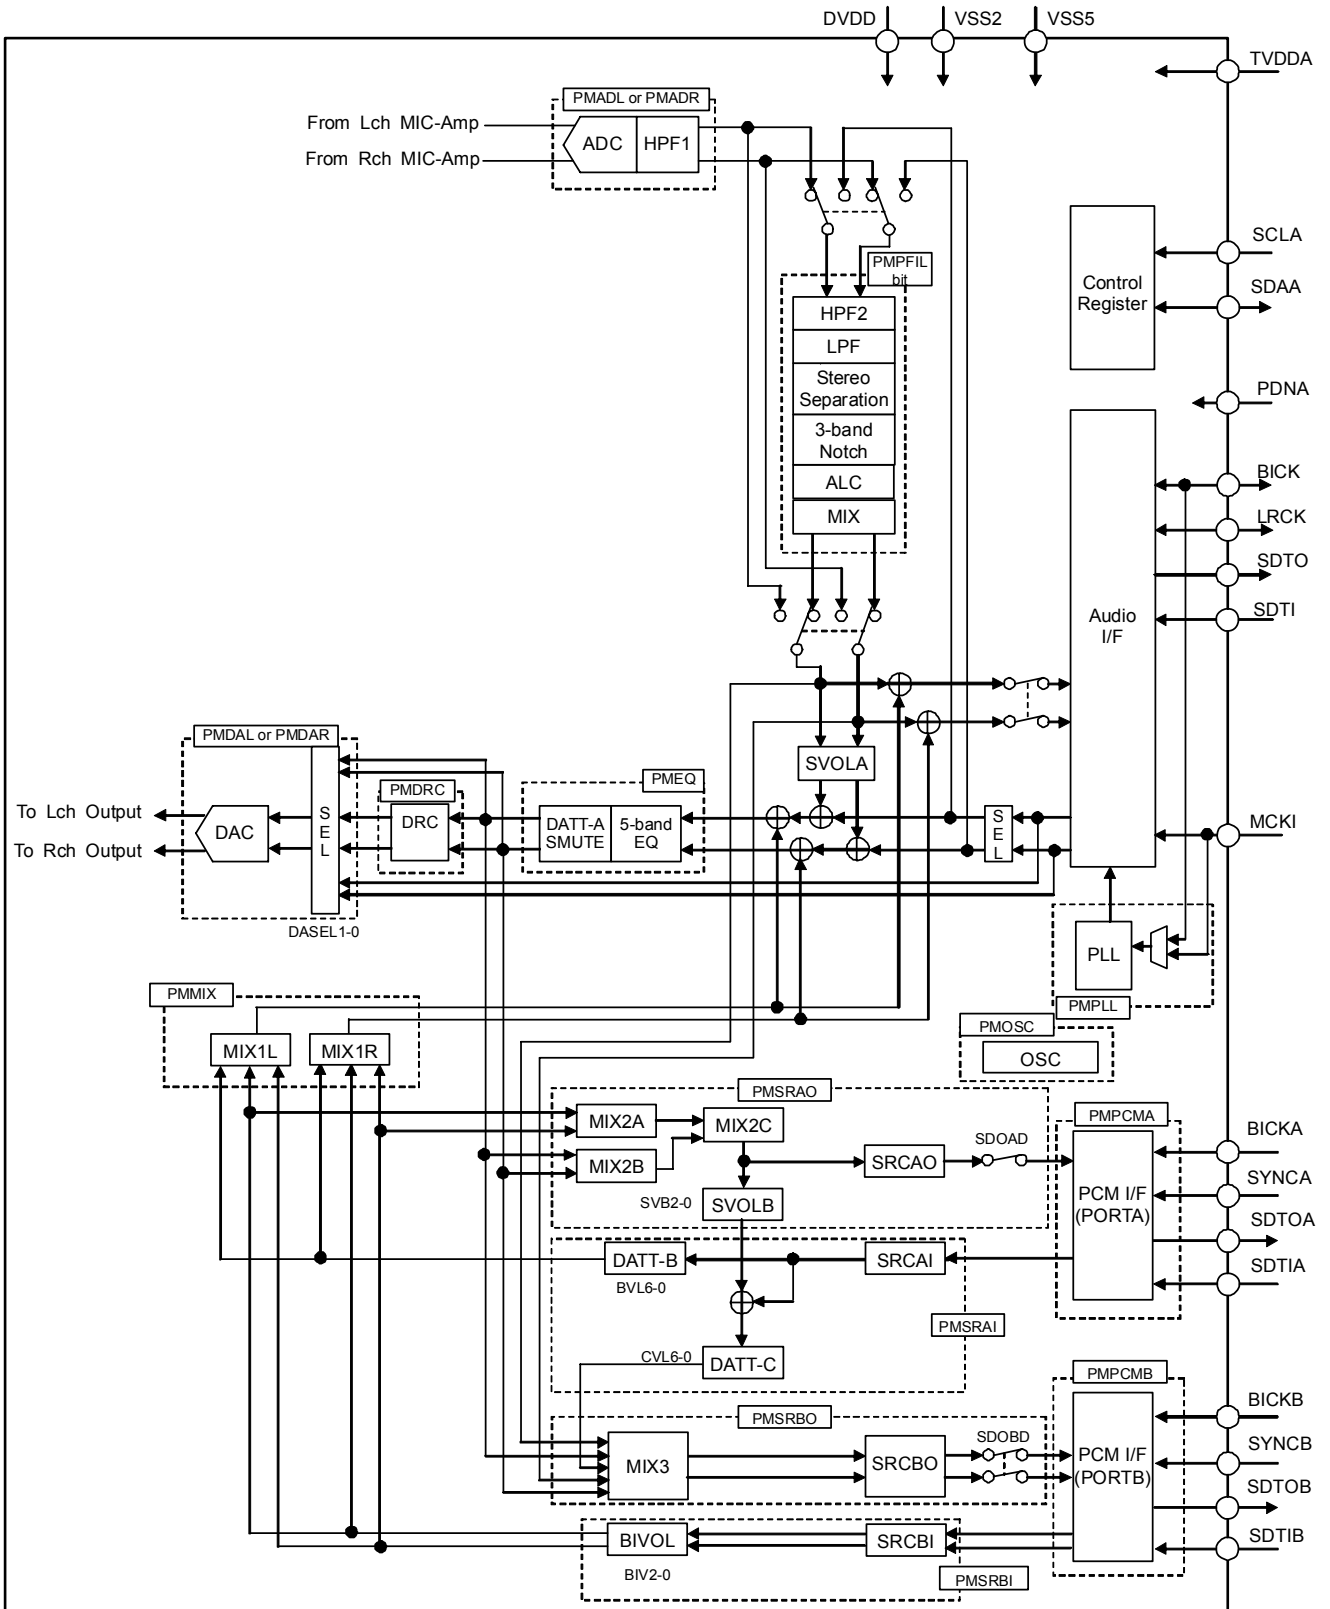 DVDD VSS2 VSS5
TVDDA
PMADL or PMADR
From Lch MIC-Amp
From Rch MIC-Amp
ADC HPF1
SCLA
SDAA
Control
Register
PMPFIL
bit
HPF2
LPF
Stereo
Separation
3-band
Notch
ALC
MIX
PDNA
BICK
LRCK
SDTO
SDTI
Audio
I/F
MCKI
PMDAL or PMDAR
SVOLA
PMEQ
PMDRC
To Lch Output
To Rch Output
DAC
S
E
L
DRC
DATT-A
SMUTE
5-band
EQ
S
E
L
DASEL1-0
PLL
PMPLL
PMMIX
MIX1L
MIX1R
PMOSC
OSC
PMSRAO
MIX2A
MIX2B
MIX2C
SRCAO
SDOAD
SVB2-0
SVOLB
PMPCMA
PCM I/F
(PORTA)
BICKA
SYNCA
SDTOA
SDTIA
DATT-B
BVL6-0
SRCAI
PMSRAI
CVL6-0
DATT-C
PMSRBO
MIX3
SRCBO
SDOBD
PMPCMB
PCM I/F
(PORTB)
BICKB
SYNCB
SDTOB
SDTIB
BIVOL
BIV2-0
SRCBI
PMSRBI